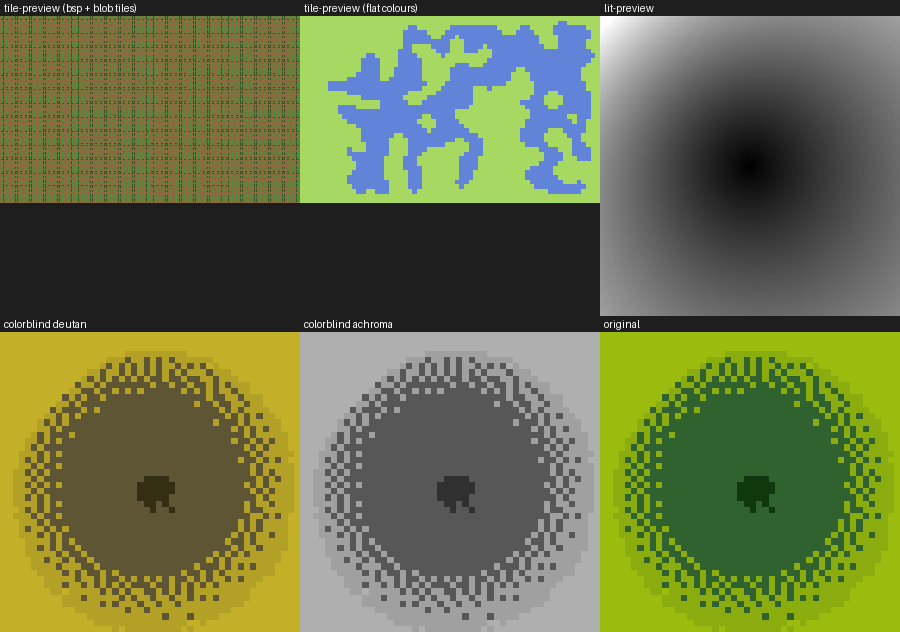 tile-preview (bsp + blob tiles)
tile-preview (flat colours)
lit-preview
colorblind deutan
colorblind achroma
original